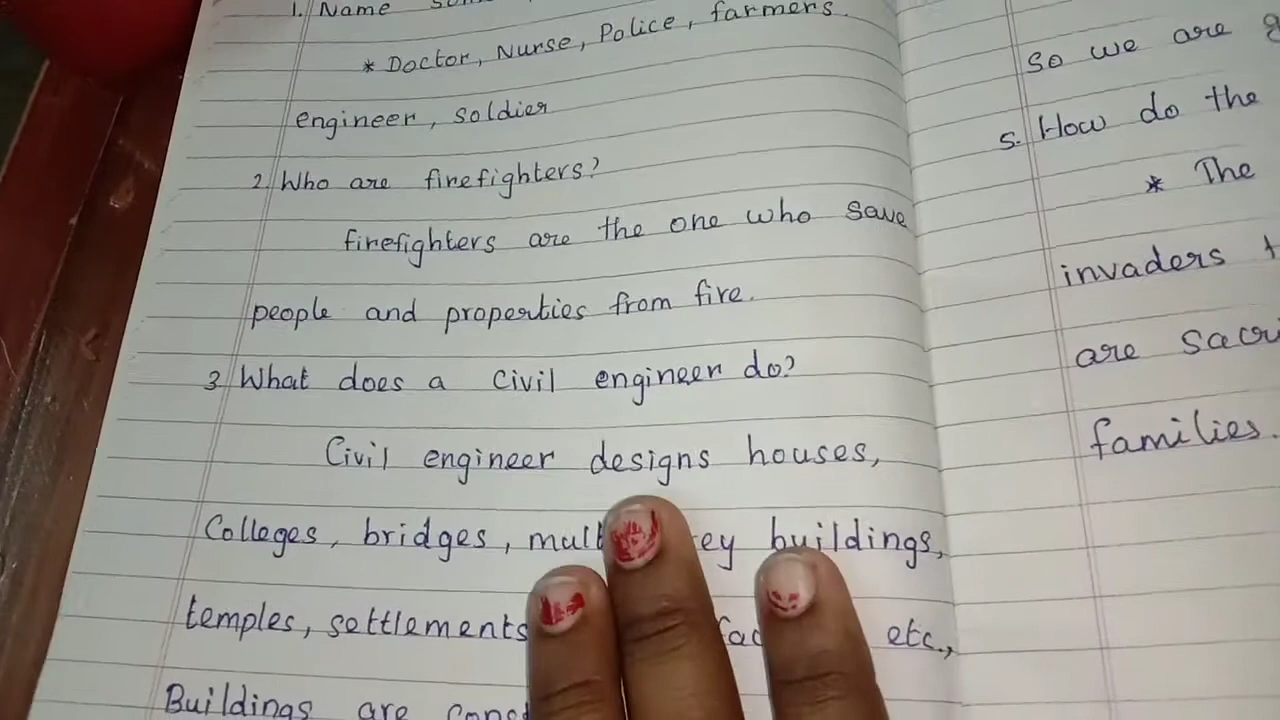 1. Name
* Doctor, Nurse, Police, farmers
engineer, soldier
2. Who are firefighters?
firefighters are the one who save
people and properties from fire.
3 What does a civil engineer do?
Civil engineer designs houses,
Colleges, bridges, buildings,
temples, settlements etc.,
Buildings are
So we are
5. How do the
* The
invaders
are
families.